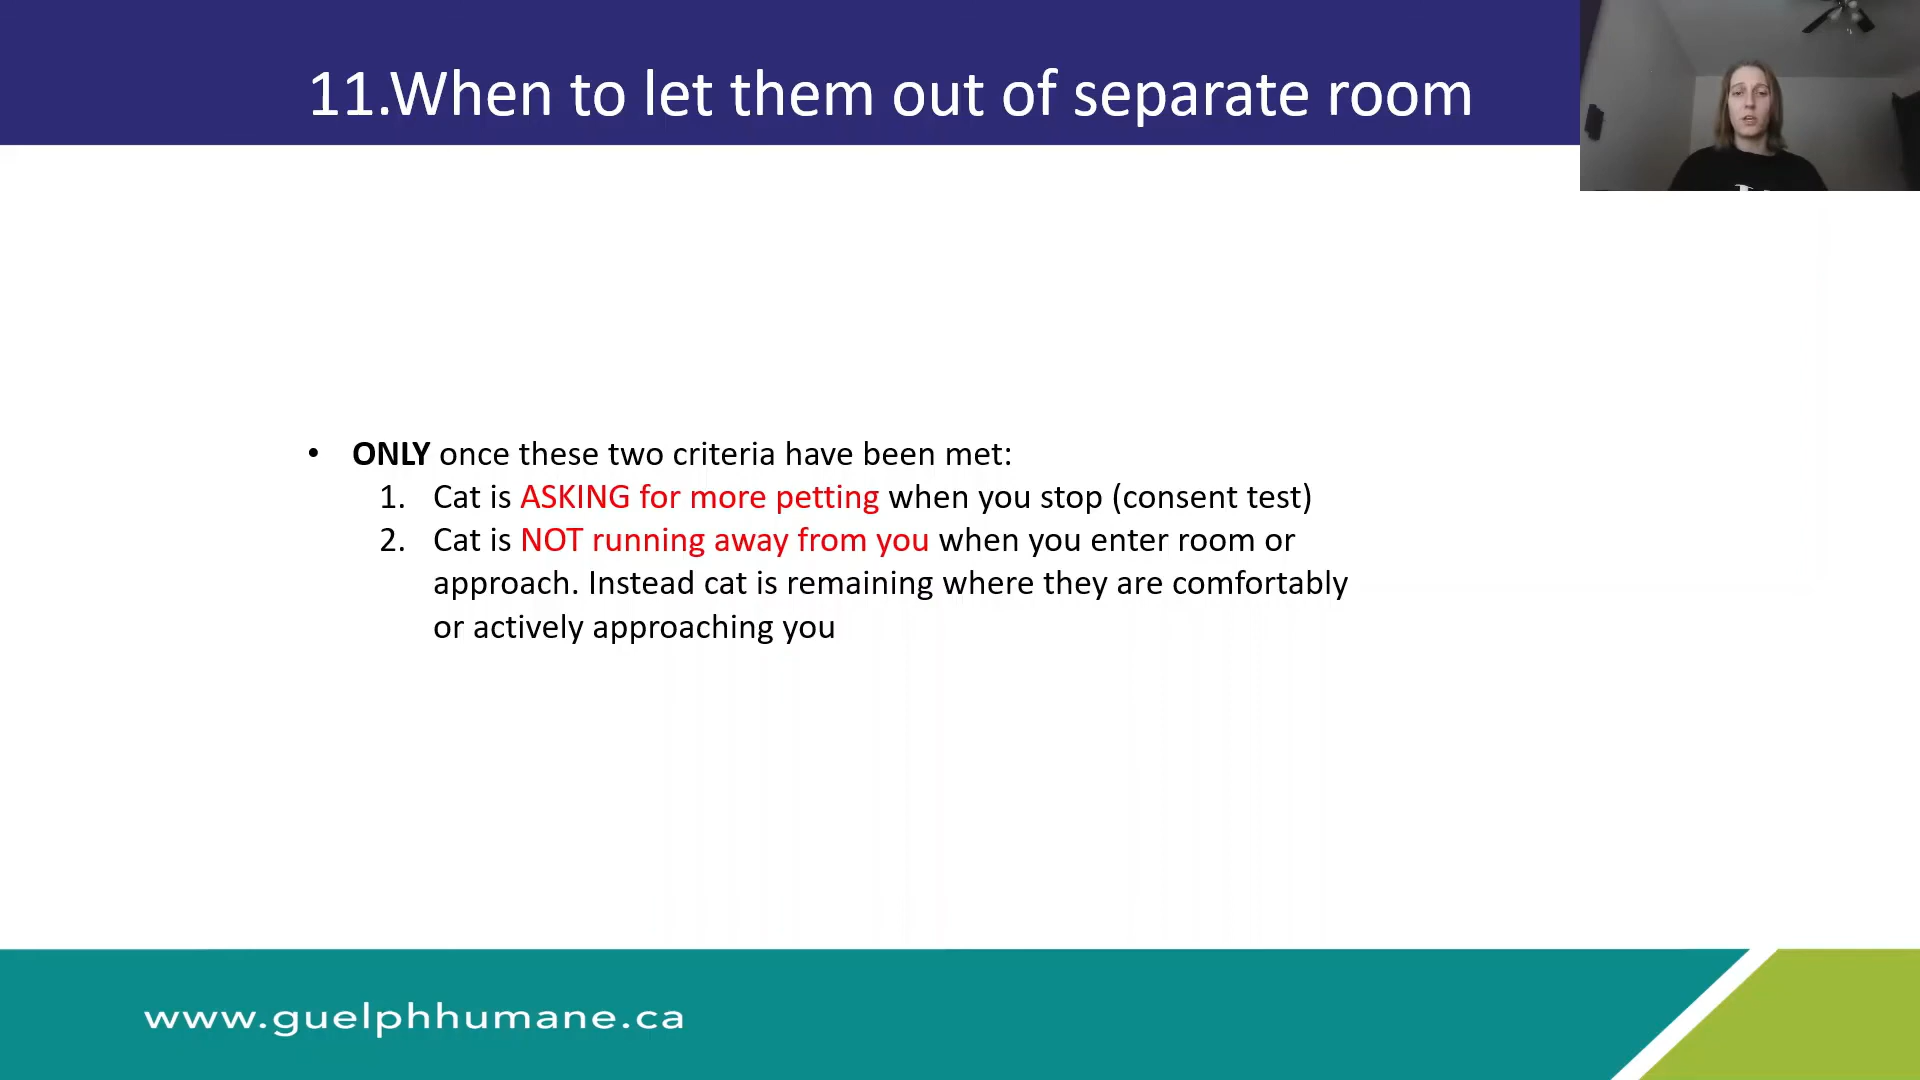 11.When to let them out of separate room
• ONLY once these two criteria have been met:
1. Cat is ASKING for more petting when you stop (consent test)
2. Cat is NOT running away from you when you enter room or
approach. Instead cat is remaining where they are comfortably
or actively approaching you
www.guelphhumane.ca